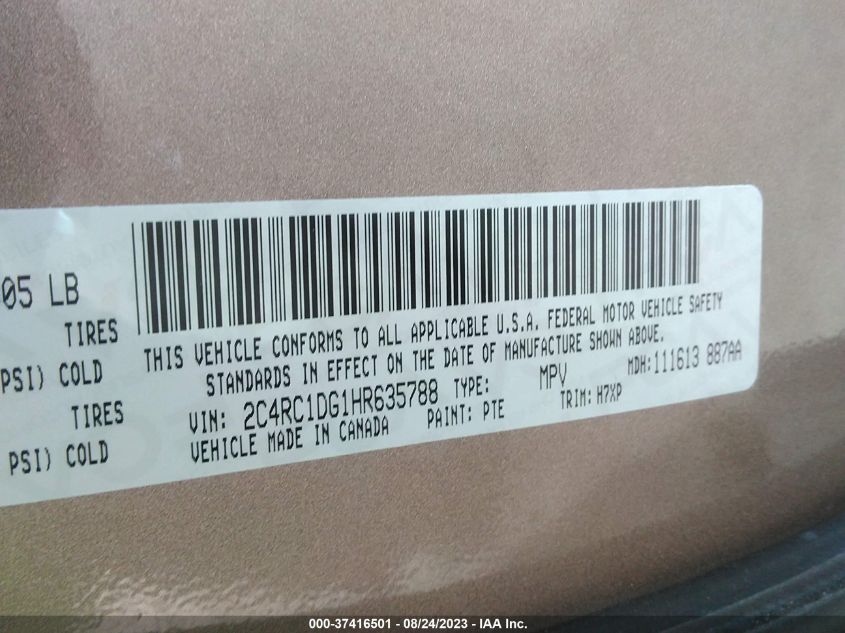 05 LB
TIRES
PSI) COLD
TIRES
PSI) COLD
THIS VEHICLE CONFORMS TO ALL APPLICABLE U.S.A. FEDERAL MOTOR VEHICLE SAFETY
STANDARDS IN EFFECT ON THE DATE OF MANUFACTURE SHOWN ABOVE.
MDH:111613 887AA
VIN: 2C4RC1DG1HR635788 TYPE: MPV
VEHICLE MADE IN CANADA PAINT: PTE TRIM: H7XP
000-37416501 - 08/24/2023 - IAA Inc.